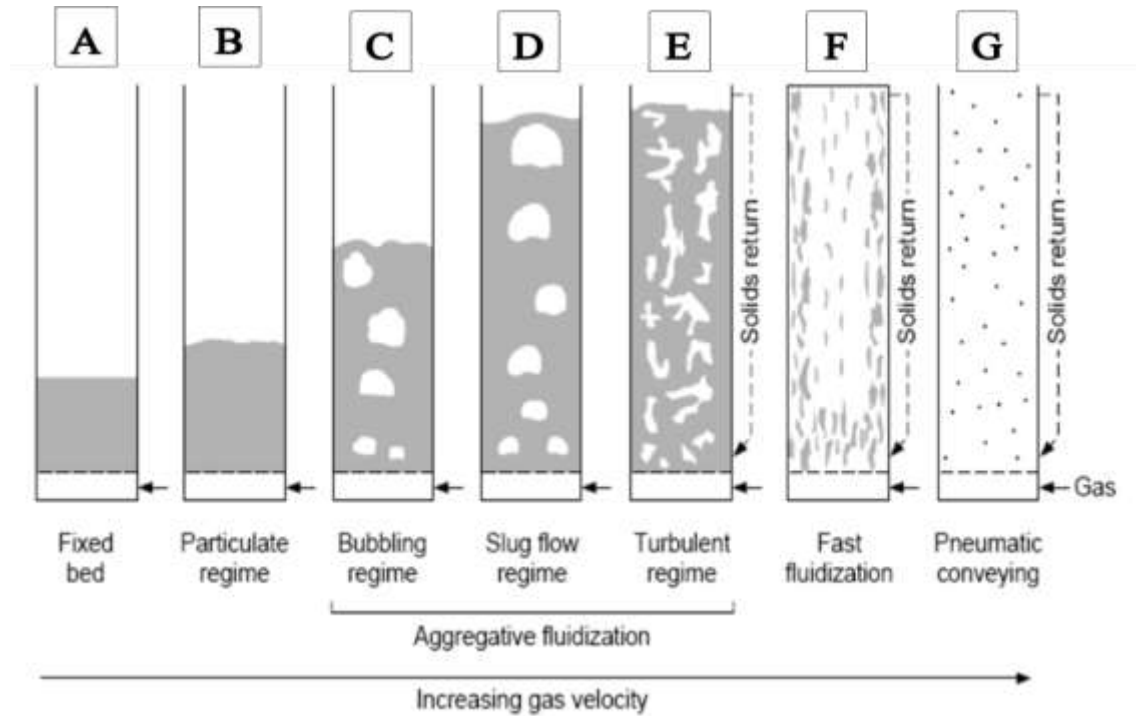 A B C D E F G
Solids return
Solids return
Solids return
Gas
Fixed
bed
Particulate
regime
Bubbling
regime
Slug flow
regime
Turbulent
regime
Fast
fluidization
Pneumatic
conveying
Aggregative fluidization
Increasing gas velocity